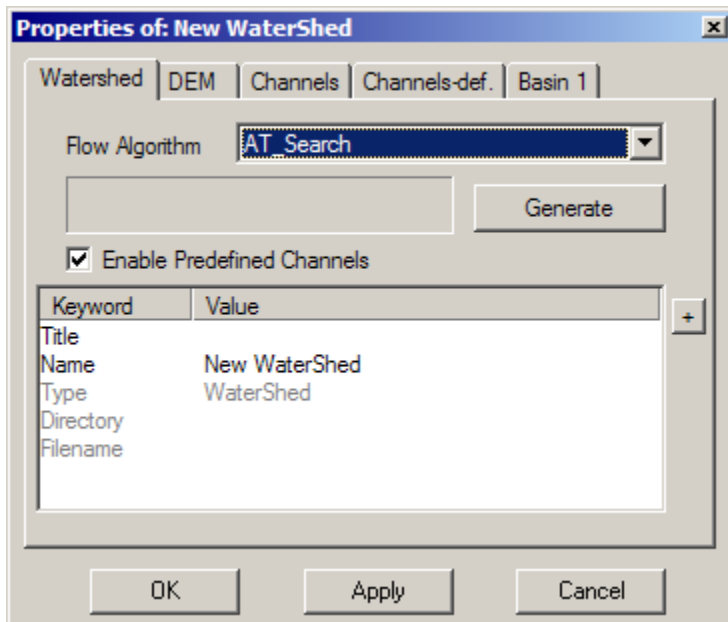 Properties of: New WaterShed
Watershed DEM Channels Channels-def. Basin 1
Flow Algorithm AT_Search
Generate
Enable Predefined Channels
Keyword Value
+
Title
Name New WaterShed
Type WaterShed
Directory
Filename
OK Apply Cancel